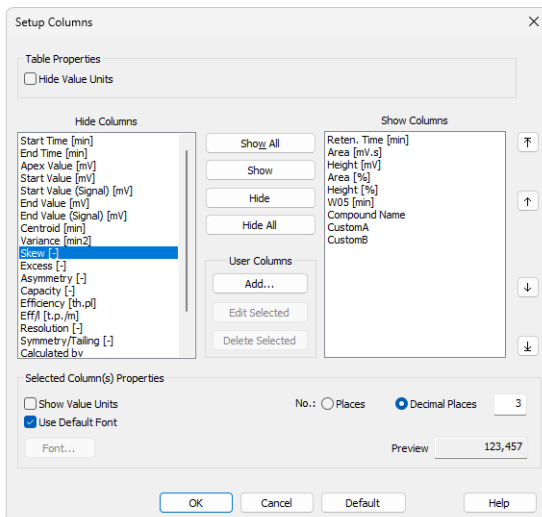 Setup Columns
Table Properties
Hide Value Units
Hide Columns
Show Columns
Start Time [min]
End Time [min]
Apex Value [mV]
Start Value [mV]
Start Value (Signal) [mV]
End Value [mV]
End Value (Signal) [mV]
Centroid [min]
Variance [min2]
Skew [-]
Excess [-]
Asymmetry [-]
Capacity [-]
Efficiency [th.pl]
Eff/l [t.p./m]
Resolution [-]
Symmetry/Tailing [-]
Calculated by
Show All
Show
Hide
Hide All
User Columns
Add...
Edit Selected
Delete Selected
Reten. Time [min]
Area [mV.s]
Height [mV]
Area [%]
Height [%]
W05 [min]
Compound Name
CustomA
CustomB
Selected Column(s) Properties
Show Value Units
No.: Places Decimal Places 3
Use Default Font
Font...
Preview 123,457
OK Cancel Default Help